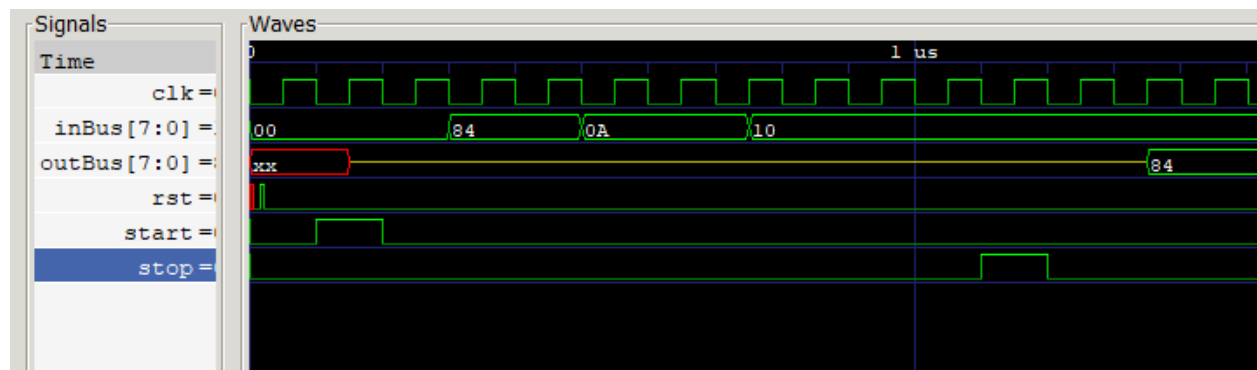 Signals Waves
Time 0 1 us
clk=
inBus[7:0]= 00 84 0A 10
outBus[7:0]= xx 84
rst=
start=
stop=